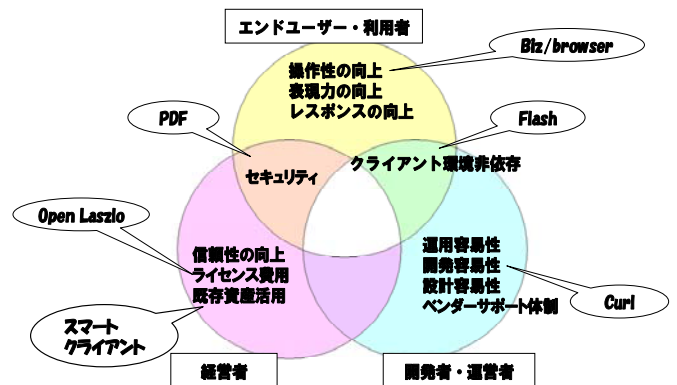 エンドユーザー・利用者
Biz/browser
操作性の向上
表現力の向上
レスポンスの向上
PDF
Flash
クライアント環境非依存
セキュリティ
Open Laszlo
信頼性の向上
ライセンス費用
既存資産活用
運用容易性
開発容易性
設計容易性
ベンダーサポート体制
Curl
スマート
クライアント
経営者
開発者・運営者